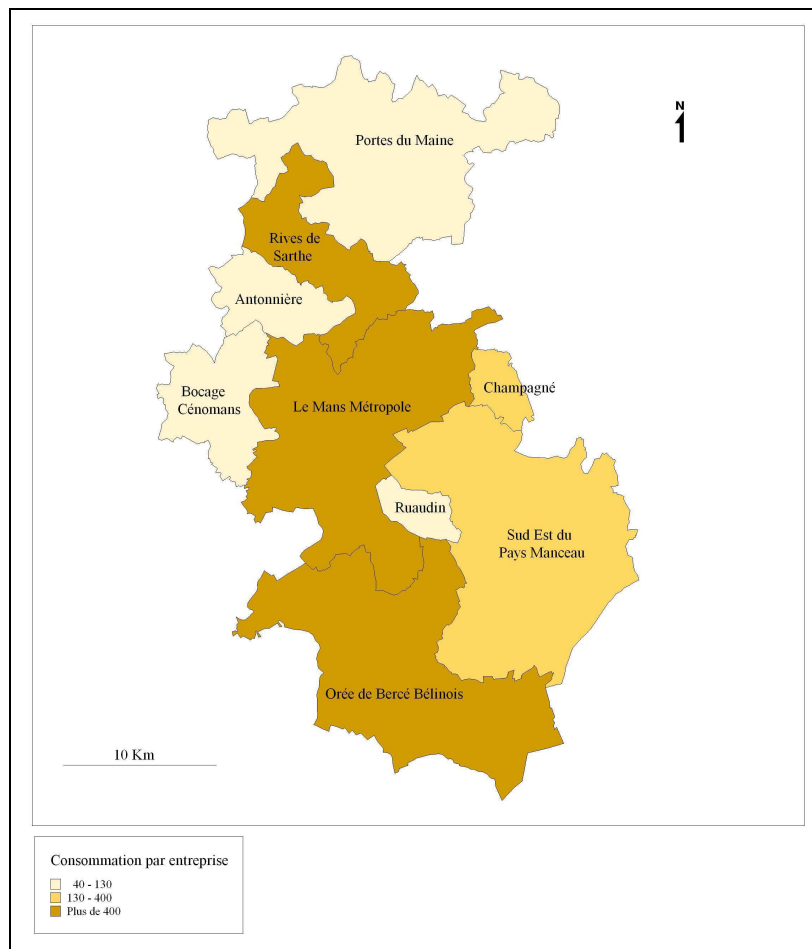 N
Portes du Maine
Rives de
Sarthe
Antonnière
Champagné
Bocage
Cénomans
Le Mans Métropole
Ruaudin
Sud Est du
Pays Manceau
Orée de Bercé Bélinois
10 Km
Consommation par entreprise
40 - 130
130 - 400
Plus de 400